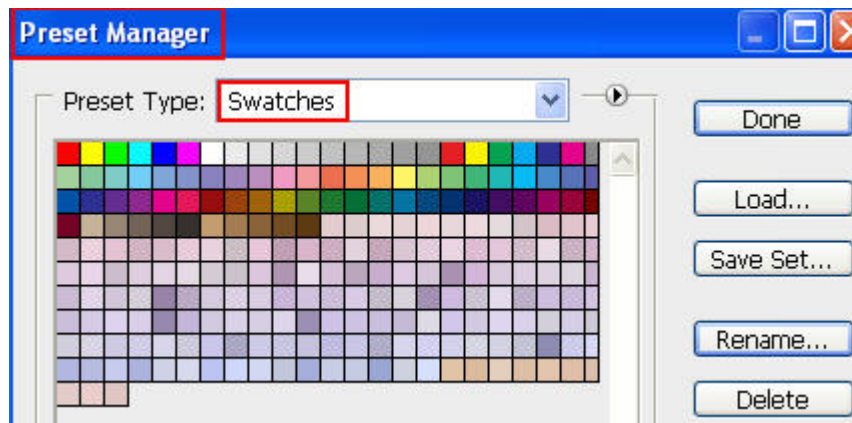 Preset Manager
Preset Type: Swatches
Done
Load...
Save Set...
Rename...
Delete